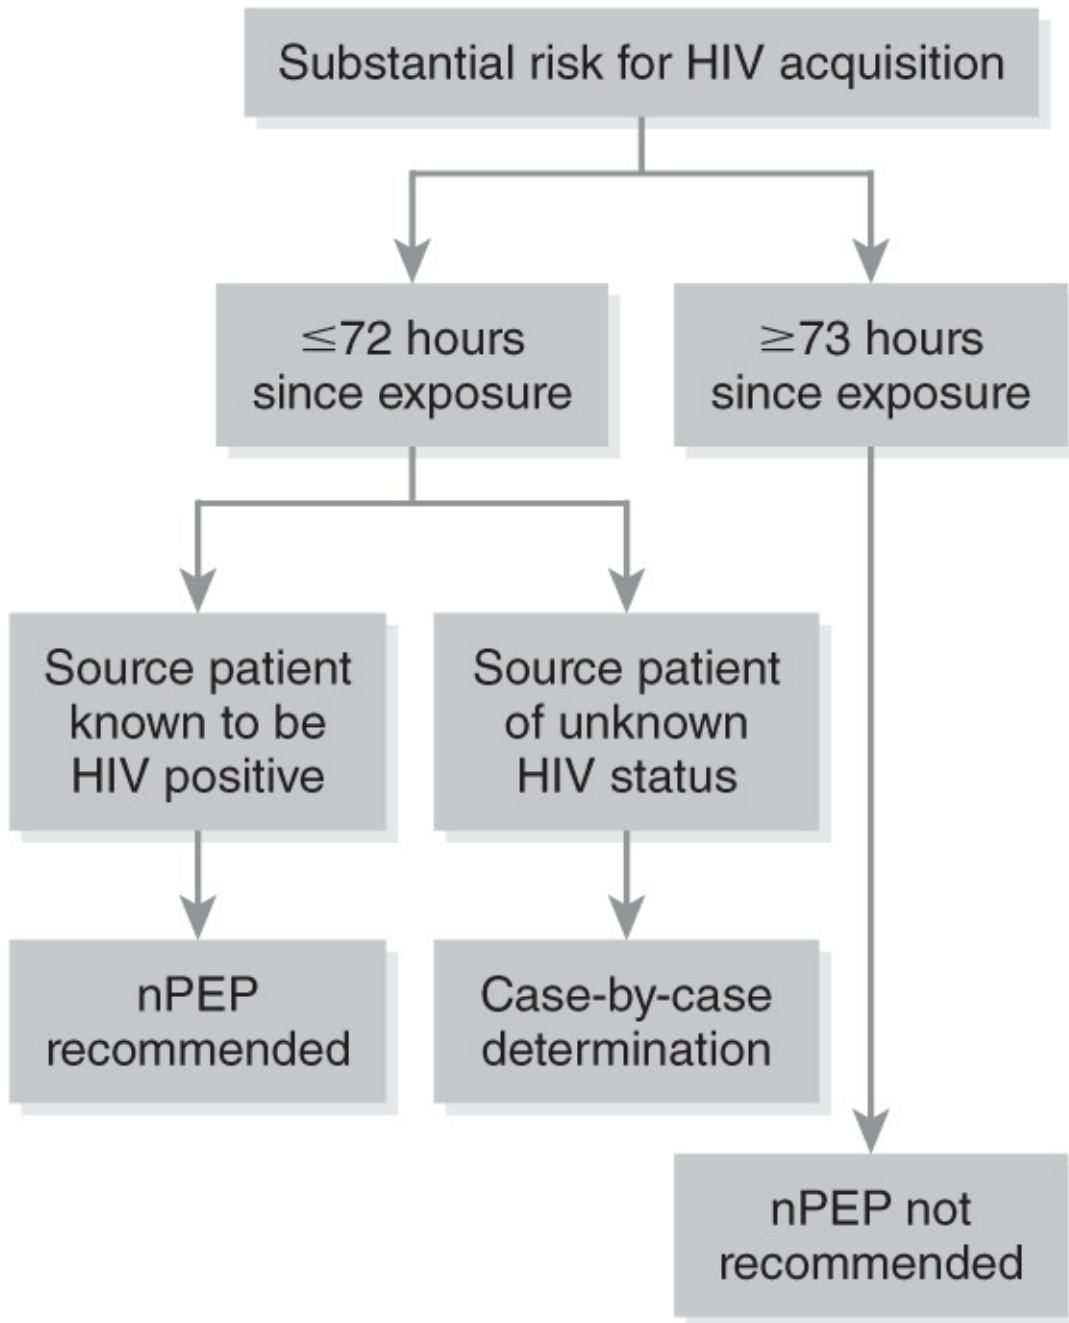 Substantial risk for HIV acquisition
≤72 hours
since exposure
≥73 hours
since exposure
Source patient
known to be
HIV positive
Source patient
of unknown
HIV status
nPEP
recommended
Case-by-case
determination
nPEP not
recommended